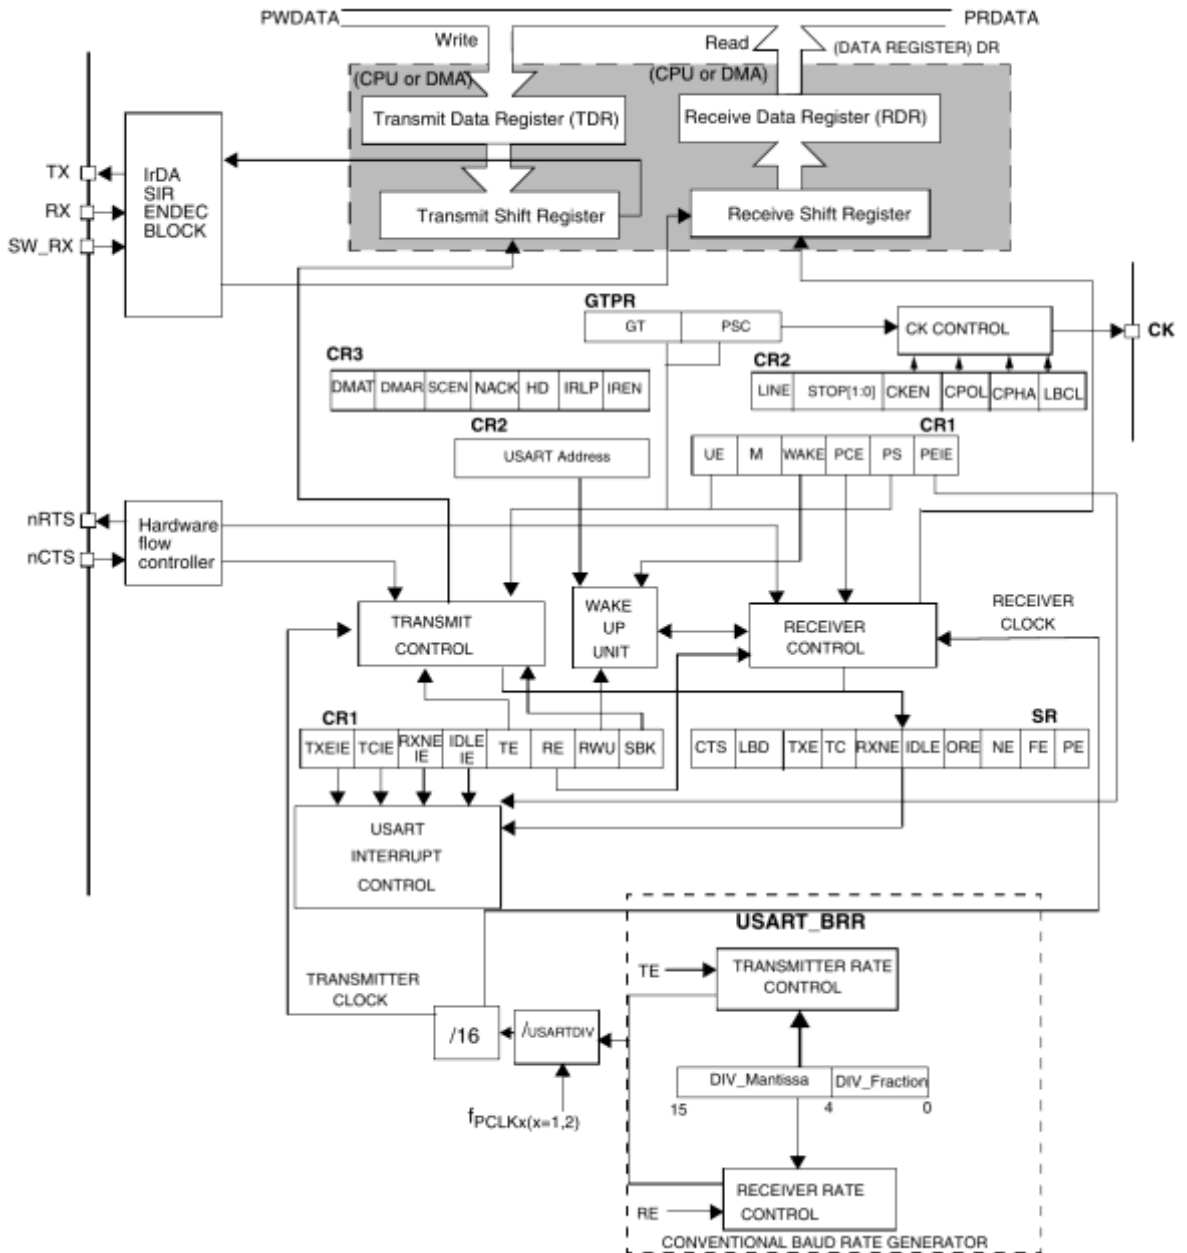 PWDATA PRDATA
Write Read (DATA REGISTER) DR
(CPU or DMA) (CPU or DMA)
Transmit Data Register (TDR) Receive Data Register (RDR)
TX
RX
SW_RX
IrDA
SIR
ENDEC
BLOCK
Transmit Shift Register Receive Shift Register
GTPR
GT PSC
CK CONTROL
CK
CR3
DMAT DMAR SCEN NACK HD IRLP IREN
CR2
LINE STOP[1:0] CKEN CPOL CPHA LBCL
CR2
USART Address
CR1
UE M WAKE PCE PS PEIE
nRTS
nCTS
Hardware
flow
controller
TRANSMIT
CONTROL
WAKE
UP
UNIT
RECEIVER
CONTROL
RECEIVER
CLOCK
CR1
TXEIE TCIE RXNE IE IDLE IE TE RE RWU SBK
SR
CTS LBD TXE TC RXNE IDLE ORE NE FE PE
USART
INTERRUPT
CONTROL
USART_BRR
TE
TRANSMITTER RATE
CONTROL
TRANSMITTER
CLOCK
/16
/USARTDIV
fPCLKx(x=1,2)
DIV_Mantissa DIV_Fraction
15 4 0
RE
RECEIVER RATE
CONTROL
CONVENTIONAL BAUD RATE GENERATOR